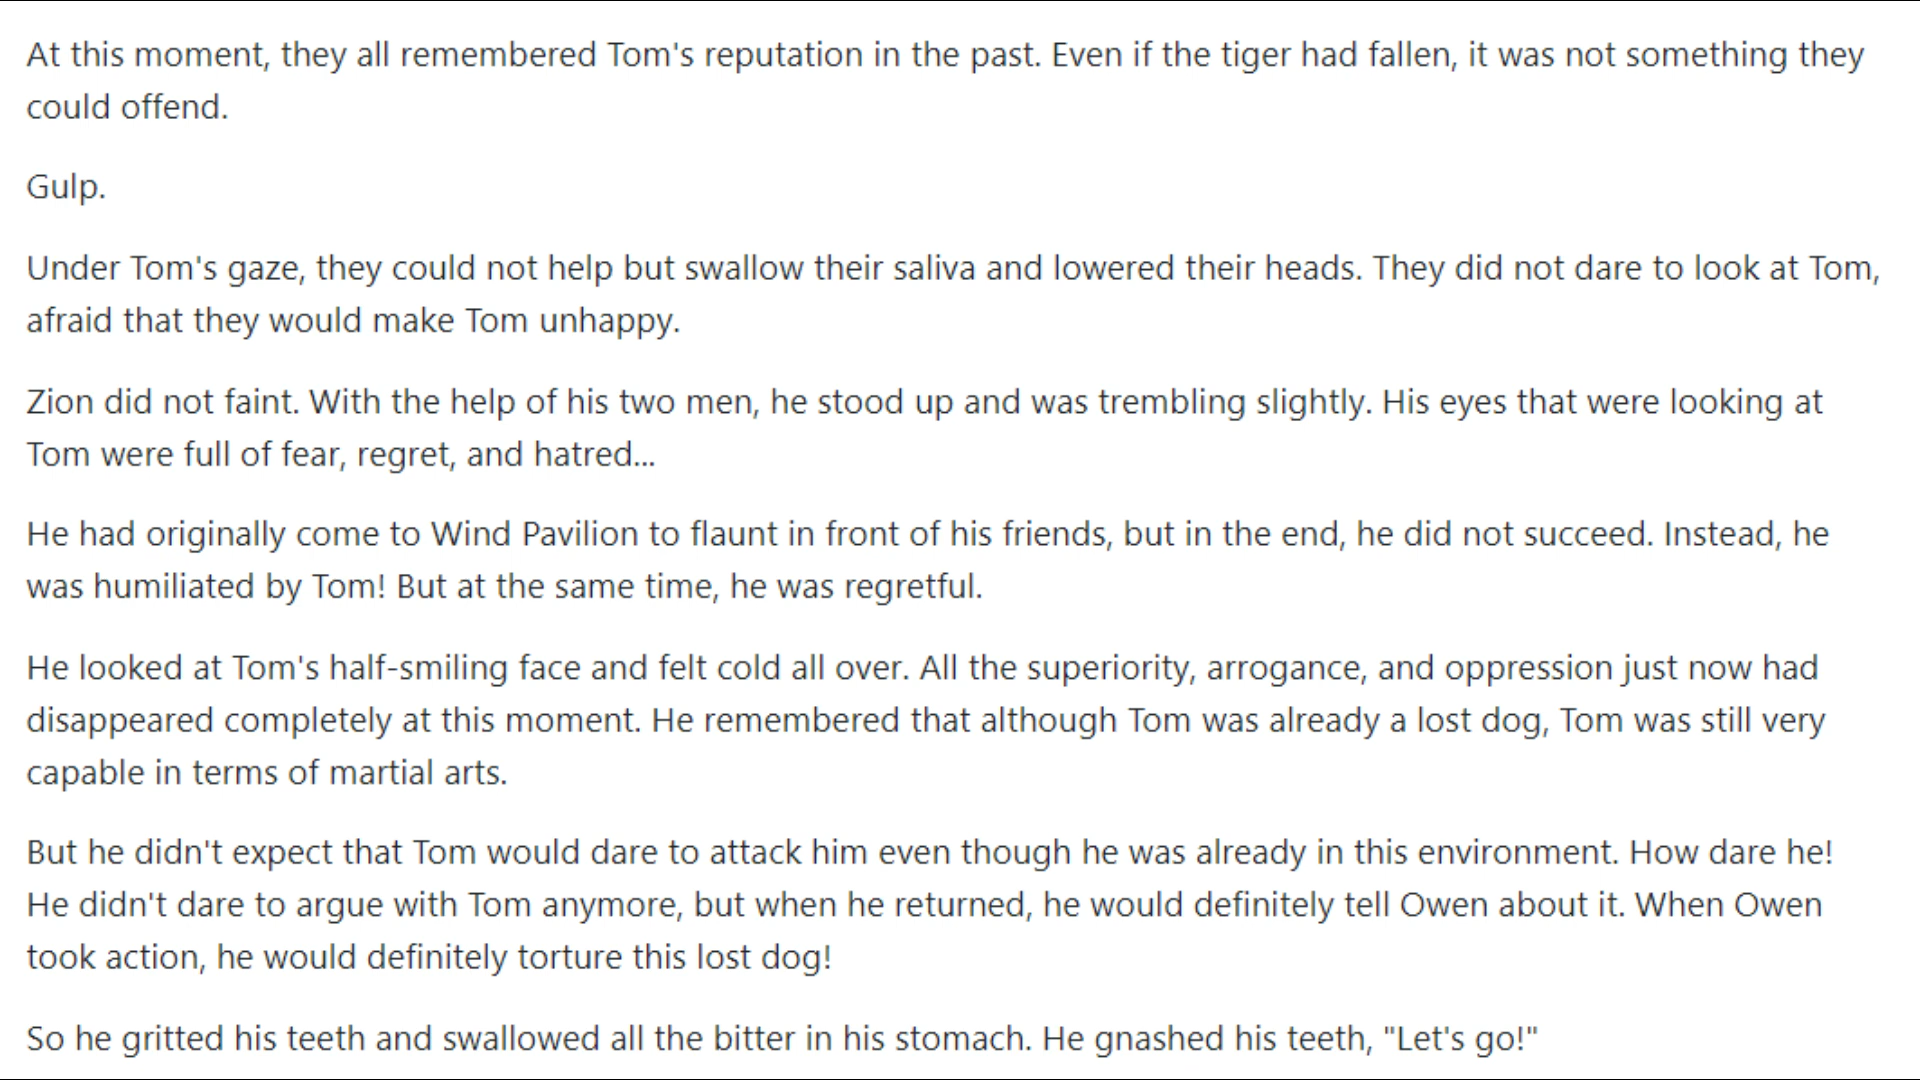 At this moment, they all remembered Tom's reputation in the past. Even if the tiger had fallen, it was not something they
could offend.
Gulp.
Under Tom's gaze, they could not help but swallow their saliva and lowered their heads. They did not dare to look at Tom,
afraid that they would make Tom unhappy.
Zion did not faint. With the help of his two men, he stood up and was trembling slightly. His eyes that were looking at
Tom were full of fear, regret, and hatred...
He had originally come to Wind Pavilion to flaunt in front of his friends, but in the end, he did not succeed. Instead, he
was humiliated by Tom! But at the same time, he was regretful.
He looked at Tom's half-smiling face and felt cold all over. All the superiority, arrogance, and oppression just now had
disappeared completely at this moment. He remembered that although Tom was already a lost dog, Tom was still very
capable in terms of martial arts.
But he didn't expect that Tom would dare to attack him even though he was already in this environment. How dare he!
He didn't dare to argue with Tom anymore, but when he returned, he would definitely tell Owen about it. When Owen
took action, he would definitely torture this lost dog!
So he gritted his teeth and swallowed all the bitter in his stomach. He gnashed his teeth, "Let's go!"